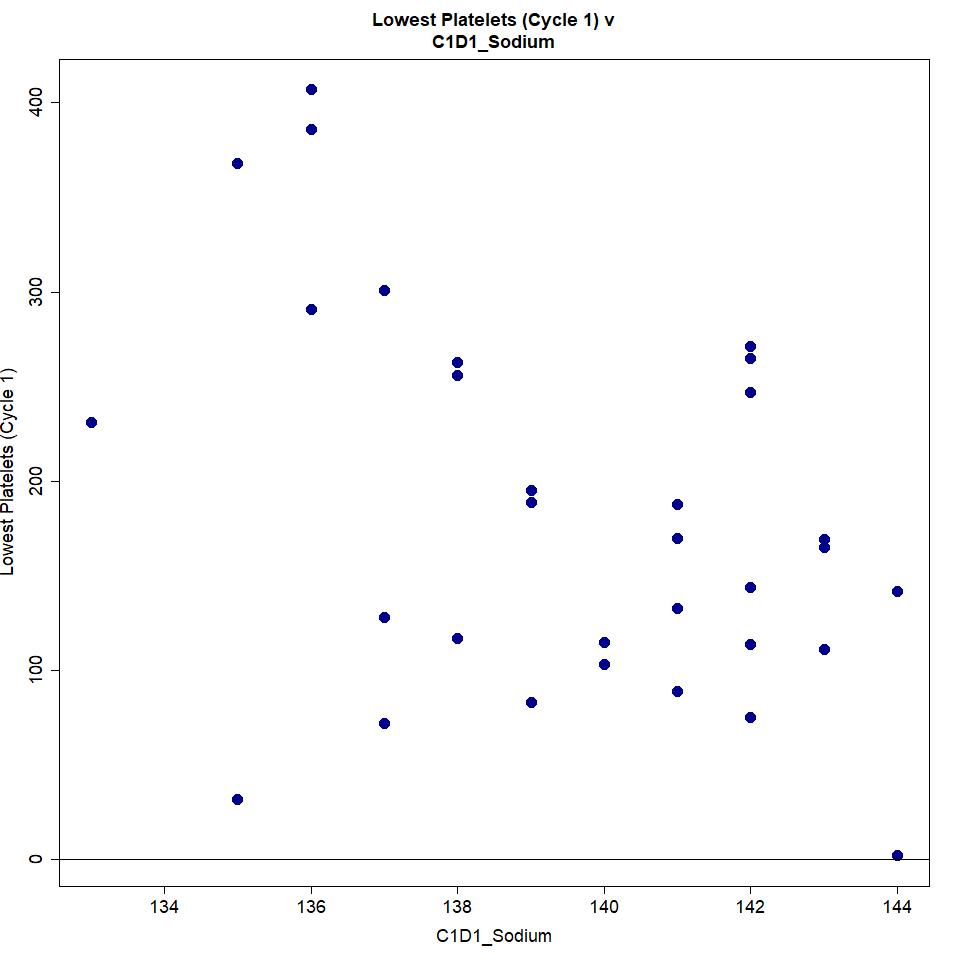 Lowest Platelets (Cycle 1) v
C1D1_Sodium
400
300
200
100
0
Lowest Platelets (Cycle 1)
134 136 138 140 142 144
C1D1_Sodium